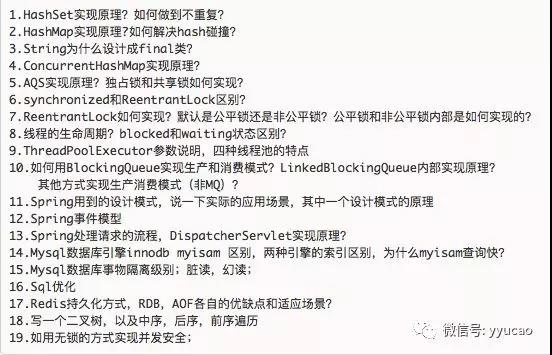 1.HashSet实现原理? 如何做到不重复?
2.HashMap实现原理?如何解决hash碰撞?
3.String为什么设计成final类?
4.ConcurrentHashMap实现原理?
5.AQS实现原理? 独占锁和共享锁如何实现?
6.synchronized和ReentrantLock区别?
7.ReentrantLock如何实现? 默认是公平锁还是非公平锁? 公平锁和非公平锁内部是如何实现的?
8.线程的生命周期? blocked和waiting状态区别?
9.ThreadPoolExecutor参数说明, 四种线程池的特点
10.如何用BlockingQueue实现生产和消费模式? LinkedBlockingQueue内部实现原理?
其他方式实现生产消费模式 (非MQ) ?
11.Spring用到的设计模式, 说一下实际的应用场景, 其中一个设计模式的原理
12.Spring事件模型
13.Spring处理请求的流程, DispatcherServlet实现原理?
14.Mysql数据库引擎innodb myisam 区别, 两种引擎的索引区别, 为什么myisam查询快?
15.Mysql数据库事物隔离级别; 脏读, 幻读;
16.Sql优化
17.Redis持久化方式, RDB, AOF各自的优缺点和适应场景?
18.写一个二叉树, 以及中序, 后序, 前序遍历
19.如用无锁的方式实现并发安全;
微信号: yyucao